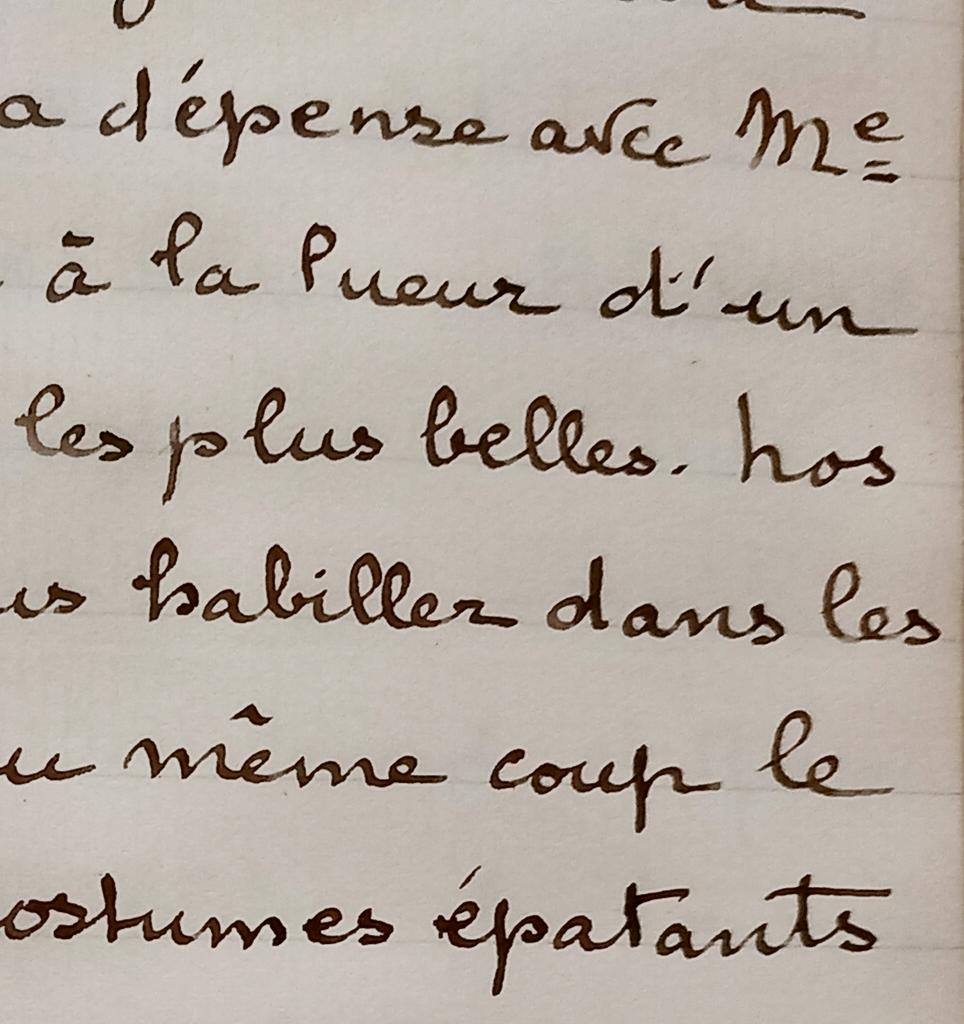 a dépense avec Me
à la lueur d'un
les plus belles. nos
us habiller dans les
u même coup le
ostumes épatants